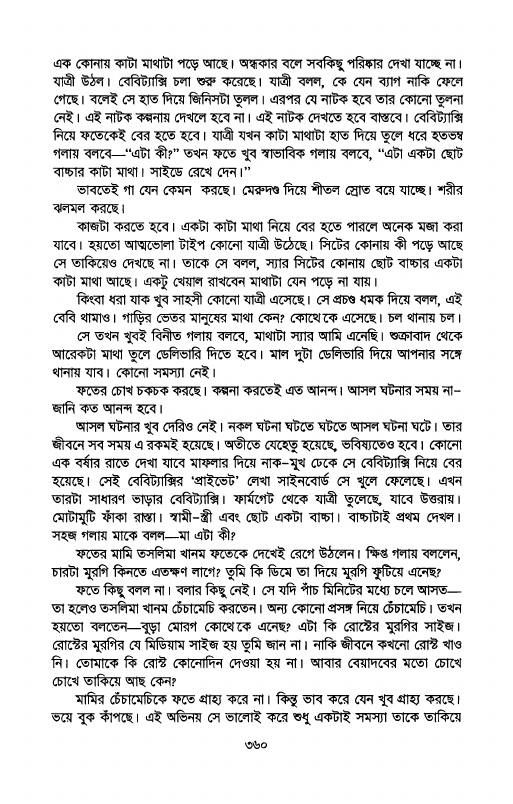 এক কোনায় কাটা মাথাটা পড়ে আছে। অন্ধকার বলে সবকিছু পরিষ্কার দেখা যাচ্ছে না।
যাত্রী উঠল। বেবিট্যাক্সি চলা শুরু করেছে। যাত্রী বলল, কে যেন ব্যাগ নাকি ফেলে
গেছে। বলেই সে হাত দিয়ে জিনিসটা তুলল। এরপর যে নাটক হবে তার কোনো তুলনা
নেই। এই নাটক কল্পনায় দেখলে হবে না। এই নাটক দেখতে হবে বাস্তবে। বেবিট্যাক্সি
নিয়ে ফতেকেই বের হতে হবে। যাত্রী যখন কাটা মাথাটা হাত দিয়ে তুলে ধরে হতভম্ব
গলায় বলবে—“এটা কী?” তখন ফতে খুব স্বাভাবিক গলায় বলবে, “এটা একটা ছোট
বাচ্চার কাটা মাথা। সাইডে রেখে দেন।”
ভাবতেই গা যেন কেমন করছে। মেরুদণ্ড দিয়ে শীতল স্রোত বয়ে যাচ্ছে। শরীর
ঝলমল করছে।
কাজটা করতে হবে। একটা কাটা মাথা নিয়ে বের হতে পারলে অনেক মজা করা
যাবে। হয়তো আত্মভোলা টাইপ কোনো যাত্রী উঠেছে। সিটের কোনায় কী পড়ে আছে
সে তাকিয়েও দেখছে না। তাকে সে বলল, স্যার সিটের কোনায় ছোট বাচ্চার একটা
কাটা মাথা আছে। একটু খেয়াল রাখবেন মাথাটা যেন পড়ে না যায়।
কিংবা ধরা যাক খুব সাহসী কোনো যাত্রী এসেছে। সে প্রচণ্ড ধমক দিয়ে বলল, এই
বেবি থামাও। গাড়ির ভেতর মানুষের মাথা কেন? কোথেকে এসেছে। চল থানায় চল।
সে তখন খুবই বিনীত গলায় বলবে, মাথাটা স্যার আমি এনেছি। শুক্রাবাদ থেকে
আরেকটা মাথা তুলে ডেলিভারি দিতে হবে। মাল দুটা ডেলিভারি দিয়ে আপনার সঙ্গে
থানায় যাব। কোনো সমস্যা নেই।
ফতের চোখ চকচক করছে। কল্পনা করতেই এত আনন্দ। আসল ঘটনার সময় না-
জানি কত আনন্দ হবে।
আসল ঘটনার খুব দেরিও নেই। নকল ঘটনা ঘটতে ঘটতে আসল ঘটনা ঘটে। তার
জীবনে সব সময় এ রকমই হয়েছে। অতীতে যেহেতু হয়েছে, ভবিষ্যতেও হবে। কোনো
এক বর্ষার রাতে দেখা যাবে মাফলার দিয়ে নাক-মুখ ঢেকে সে বেবিট্যাক্সি নিয়ে বের
হয়েছে। সেই বেবিট্যাক্সির ‘প্রাইভেট’ লেখা সাইনবোর্ড সে খুলে ফেলেছে। এখন
তারটা সাধারণ ভাড়ার বেবিট্যাক্সি। ফার্মগেট থেকে যাত্রী তুলেছে, যাবে উত্তরায়।
মোটামুটি ফাঁকা রাস্তা। স্বামী-স্ত্রী এবং ছোট একটা বাচ্চা। বাচ্চাটাই প্রথম দেখল।
সহজ গলায় মাকে বলল—মা এটা কী?
ফতের মামি তসলিমা খানম ফতেকে দেখেই রেগে উঠলেন। ক্ষিপ্ত গলায় বললেন,
চারটা মুরগি কিনতে এতক্ষণ লাগে? তুমি কি ডিমে তা দিয়ে মুরগি ফুটিয়ে এনেছ?
ফতে কিছু বলল না। বলার কিছু নেই। সে যদি পাঁচ মিনিটের মধ্যে চলে আসত—
তা হলেও তসলিমা খানম চেঁচামেচি করতেন। অন্য কোনো প্রসঙ্গ নিয়ে চেঁচামেচি। তখন
হয়তো বলতেন—বুড়া মোরগ কোথেকে এনেছ? এটা কি রোস্টের মুরগির সাইজ।
রোস্টের মুরগির যে মিডিয়াম সাইজ হয় তুমি জান না। নাকি জীবনে কখনো রোস্ট খাও
নি। তোমাকে কি রোস্ট কোনোদিন দেওয়া হয় না। আবার বেয়াদবের মতো চোখে
চোখে তাকিয়ে আছ কেন?
মামির চেঁচামেচিকে ফতে গ্রাহ্য করে না। কিন্তু ভাব করে যেন খুব গ্রাহ্য করছে।
ভয়ে বুক কাঁপছে। এই অভিনয় সে ভালোই করে শুধু একটাই সমস্যা তাকে তাকিয়ে
৩৬০